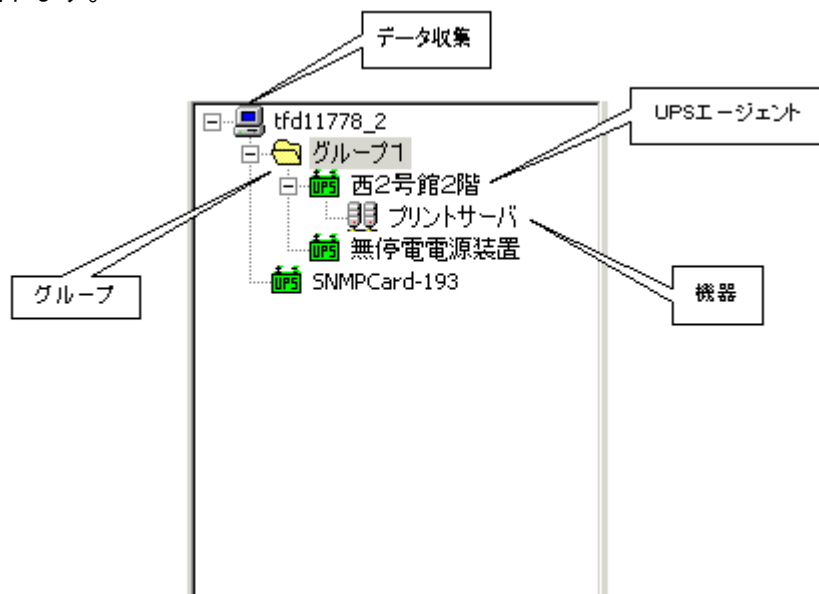 データ収集
tfd11778_2
UPSエージェント
グループ1
西2号館2階
プリントサーバ
無停電電源装置
グループ
SNMPCard-193
機器